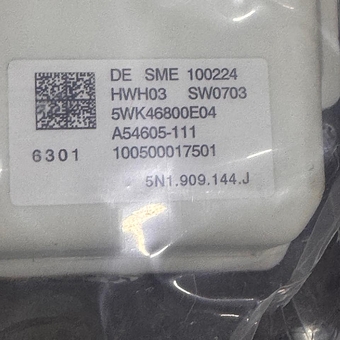 DE SME 100224
HWH03 SW0703
5WK46800E04
A54605-111
6301 100500017501
5N1.909.144.J